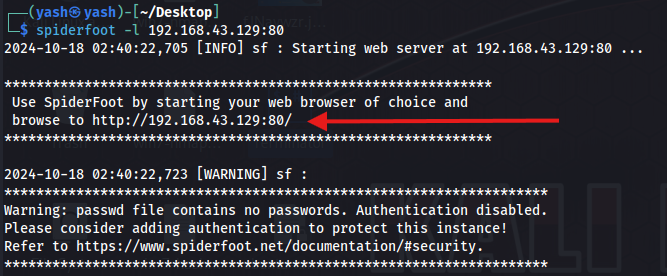 ┌──(yash㉿yash)-[~/Desktop]
└─$ spiderfoot -l 192.168.43.129:80
2024-10-18 02:40:22,705 [INFO] sf : Starting web server at 192.168.43.129:80 ...
*************************************************************
Use SpiderFoot by starting your web browser of choice and
browse to http://192.168.43.129:80/
*************************************************************
2024-10-18 02:40:22,723 [WARNING] sf :
********************************************************************
Warning: passwd file contains no passwords. Authentication disabled.
Please consider adding authentication to protect this instance!
Refer to https://www.spiderfoot.net/documentation/#security.
********************************************************************